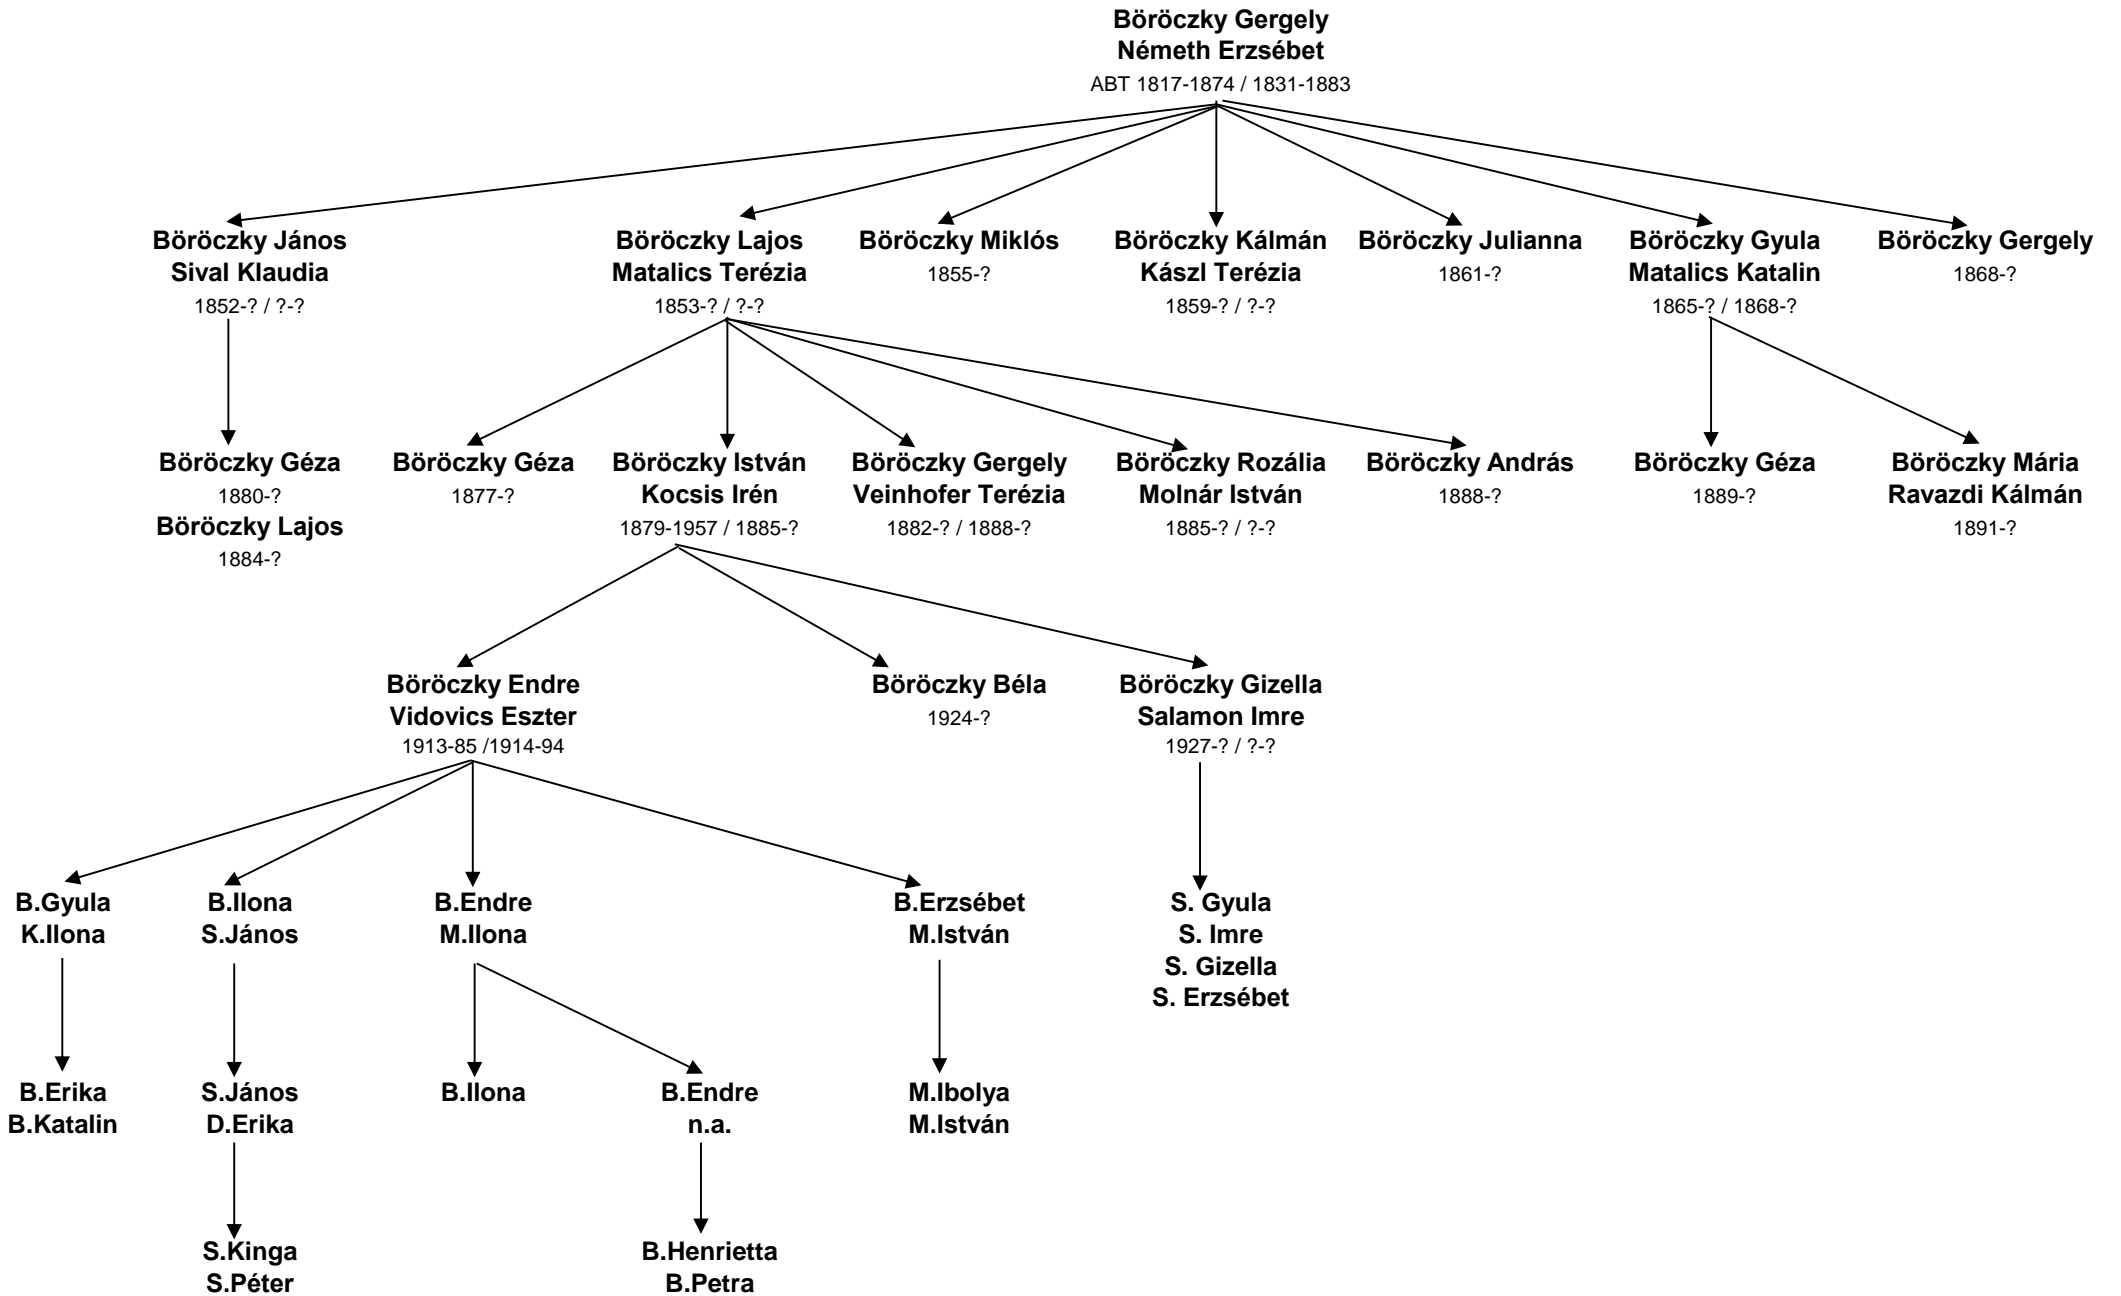 Böröczky Gergely
Németh Erzsébet
ABT 1817-1874 / 1831-1883
Böröczky János
Sival Klaudia
1852-? / ?-?
Böröczky Lajos
Matalics Terézia
1853-? / ?-?
Böröczky Miklós
1855-?
Böröczky Kálmán
Kászl Terézia
1859-? / ?-?
Böröczky Julianna
1861-?
Böröczky Gyula
Matalics Katalin
1865-? / 1868-?
Böröczky Gergely
1868-?
Böröczky Géza
1880-?
Böröczky Lajos
1884-?
Böröczky Géza
1877-?
Böröczky István
Kocsis Irén
1879-1957 / 1885-?
Böröczky Gergely
Veinhofer Terézia
1882-? / 1888-?
Böröczky Rozália
Molnár István
1885-? / ?-?
Böröczky András
1888-?
Böröczky Géza
1889-?
Böröczky Mária
Ravazdi Kálmán
1891-?
Böröczky Endre
Vidovics Eszter
1913-85 /1914-94
Böröczky Béla
1924-?
Böröczky Gizella
Salamon Imre
1927-? / ?-?
B.Gyula
K.Ilona
B.Ilona
S.János
B.Endre
M.Ilona
B.Erzsébet
M.István
S. Gyula
S. Imre
S. Gizella
S. Erzsébet
B.Erika
B.Katalin
S.János
D.Erika
B.Ilona
B.Endre
n.a.
M.Ibolya
M.István
S.Kinga
S.Péter
B.Henrietta
B.Petra